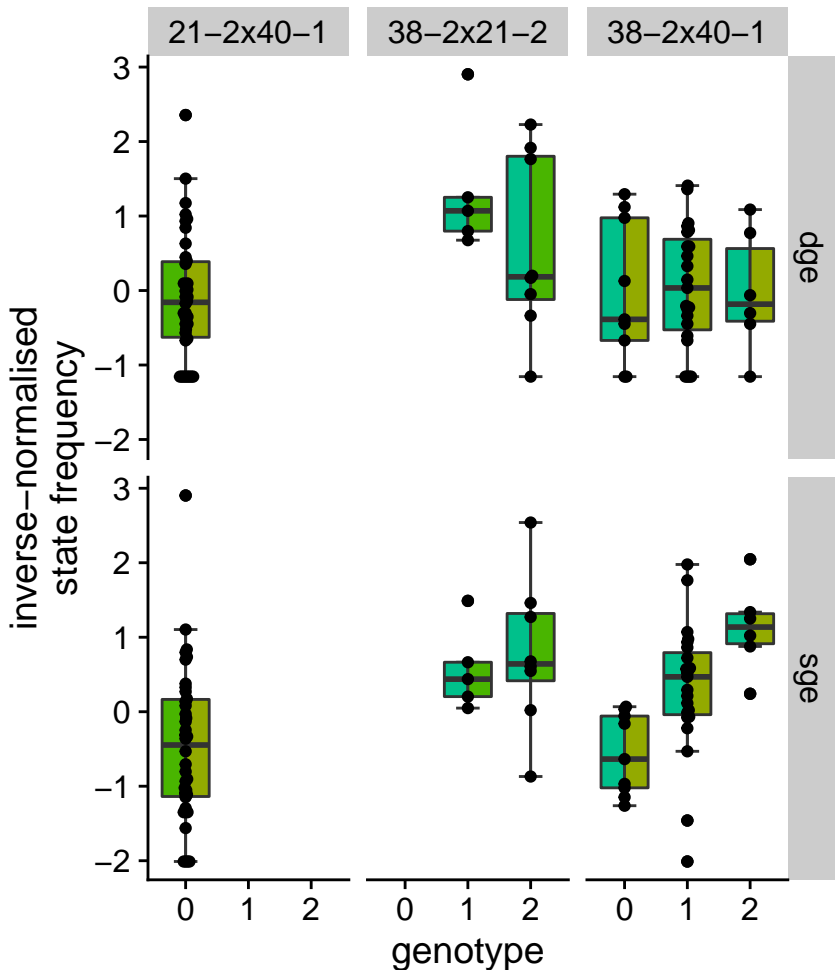 21−2x40−1 38−2x21−2 38−2x40−1
3
2
1
0
−1
−2
dge
3
2
1
0
−1
−2
sge
inverse−normalised
state frequency
0 1 2 0 1 2 0 1 2
genotype